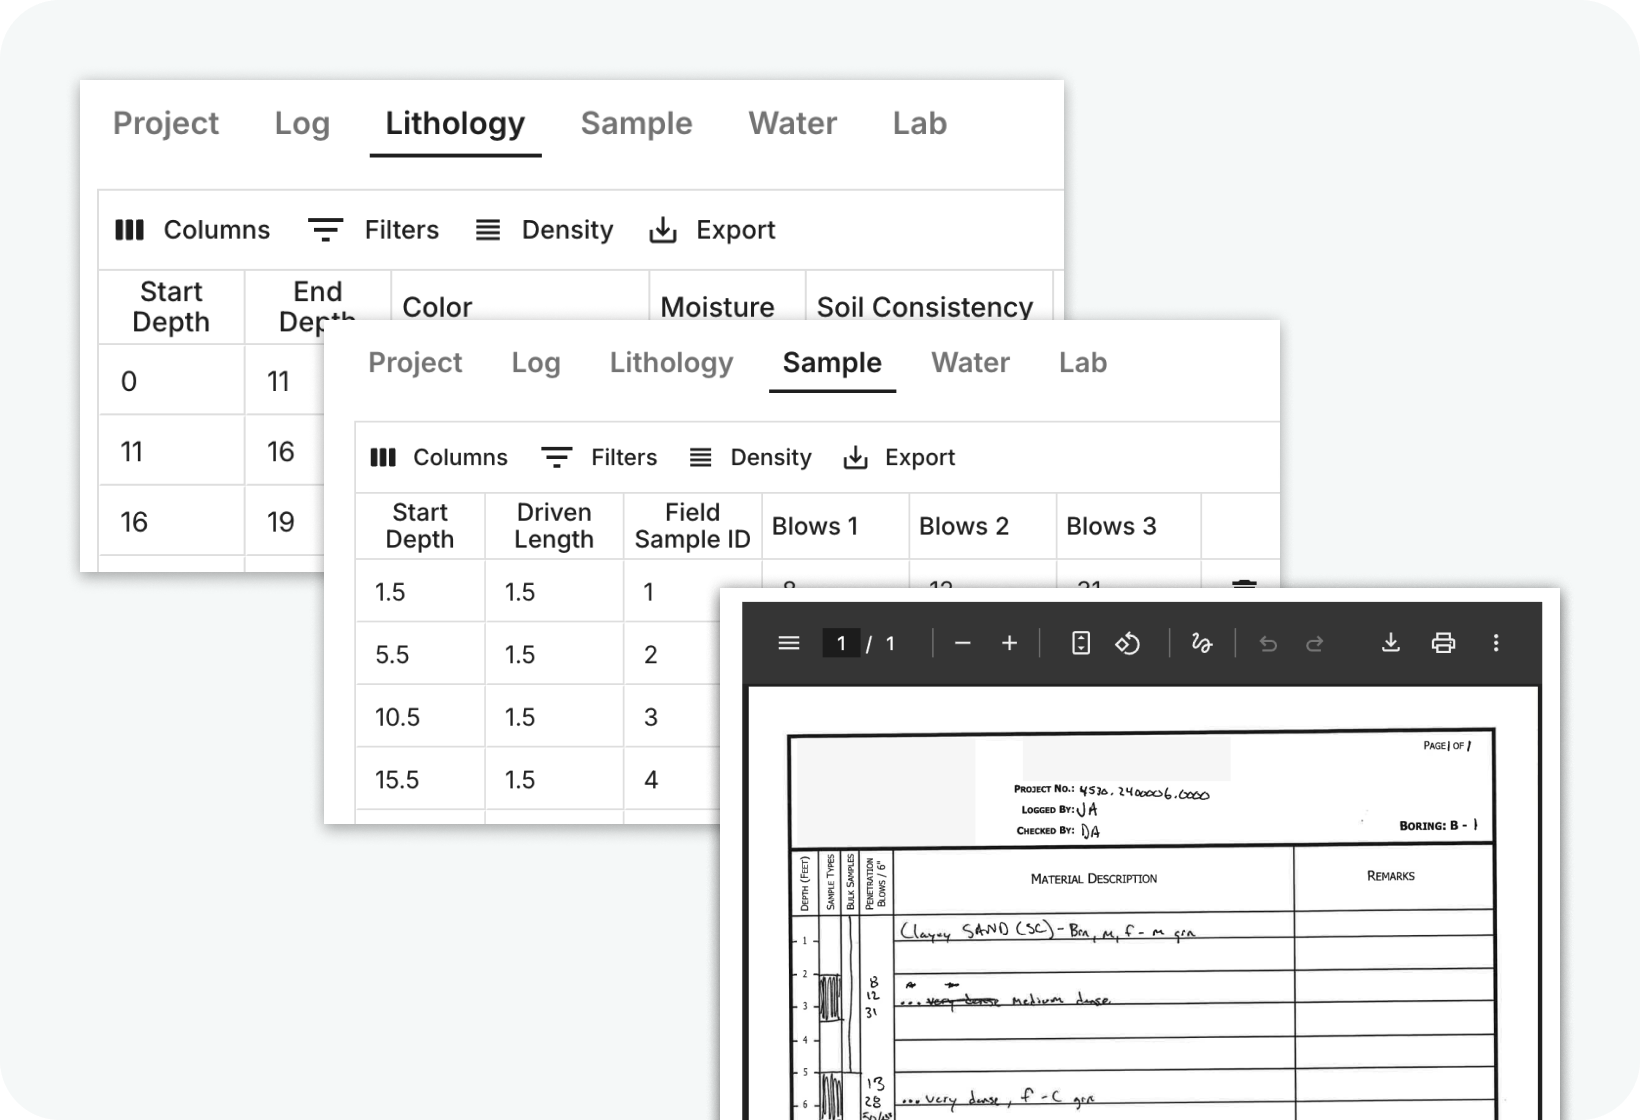 Project Log Lithology Sample Water Lab
Columns Filters Density Export
Start Depth End Depth Color Moisture Soil Consistency
0 11
11 16
16 19
Project Log Lithology Sample Water Lab
Columns Filters Density Export
Start Depth Driven Length Field Sample ID Blows 1 Blows 2 Blows 3
1.5 1.5 1
5.5 1.5 2
10.5 1.5 3
15.5 1.5 4
1 / 1
PAGE 1 OF 1
PROJECT NO.: 4530.2400006.0000
LOGGED BY: JA
CHECKED BY: DA
BORING: B - 1
DEPTH (FEET) SAMPLE TYPES BULK SAMPLES PENETRATION BLOWS / 6" MATERIAL DESCRIPTION REMARKS
Clayey SAND (SC) - Brn, m, f - m grn
1
2
8
12
... very dense medium dense
3
31
4
5
13
28
... very dense, f - c grn
6